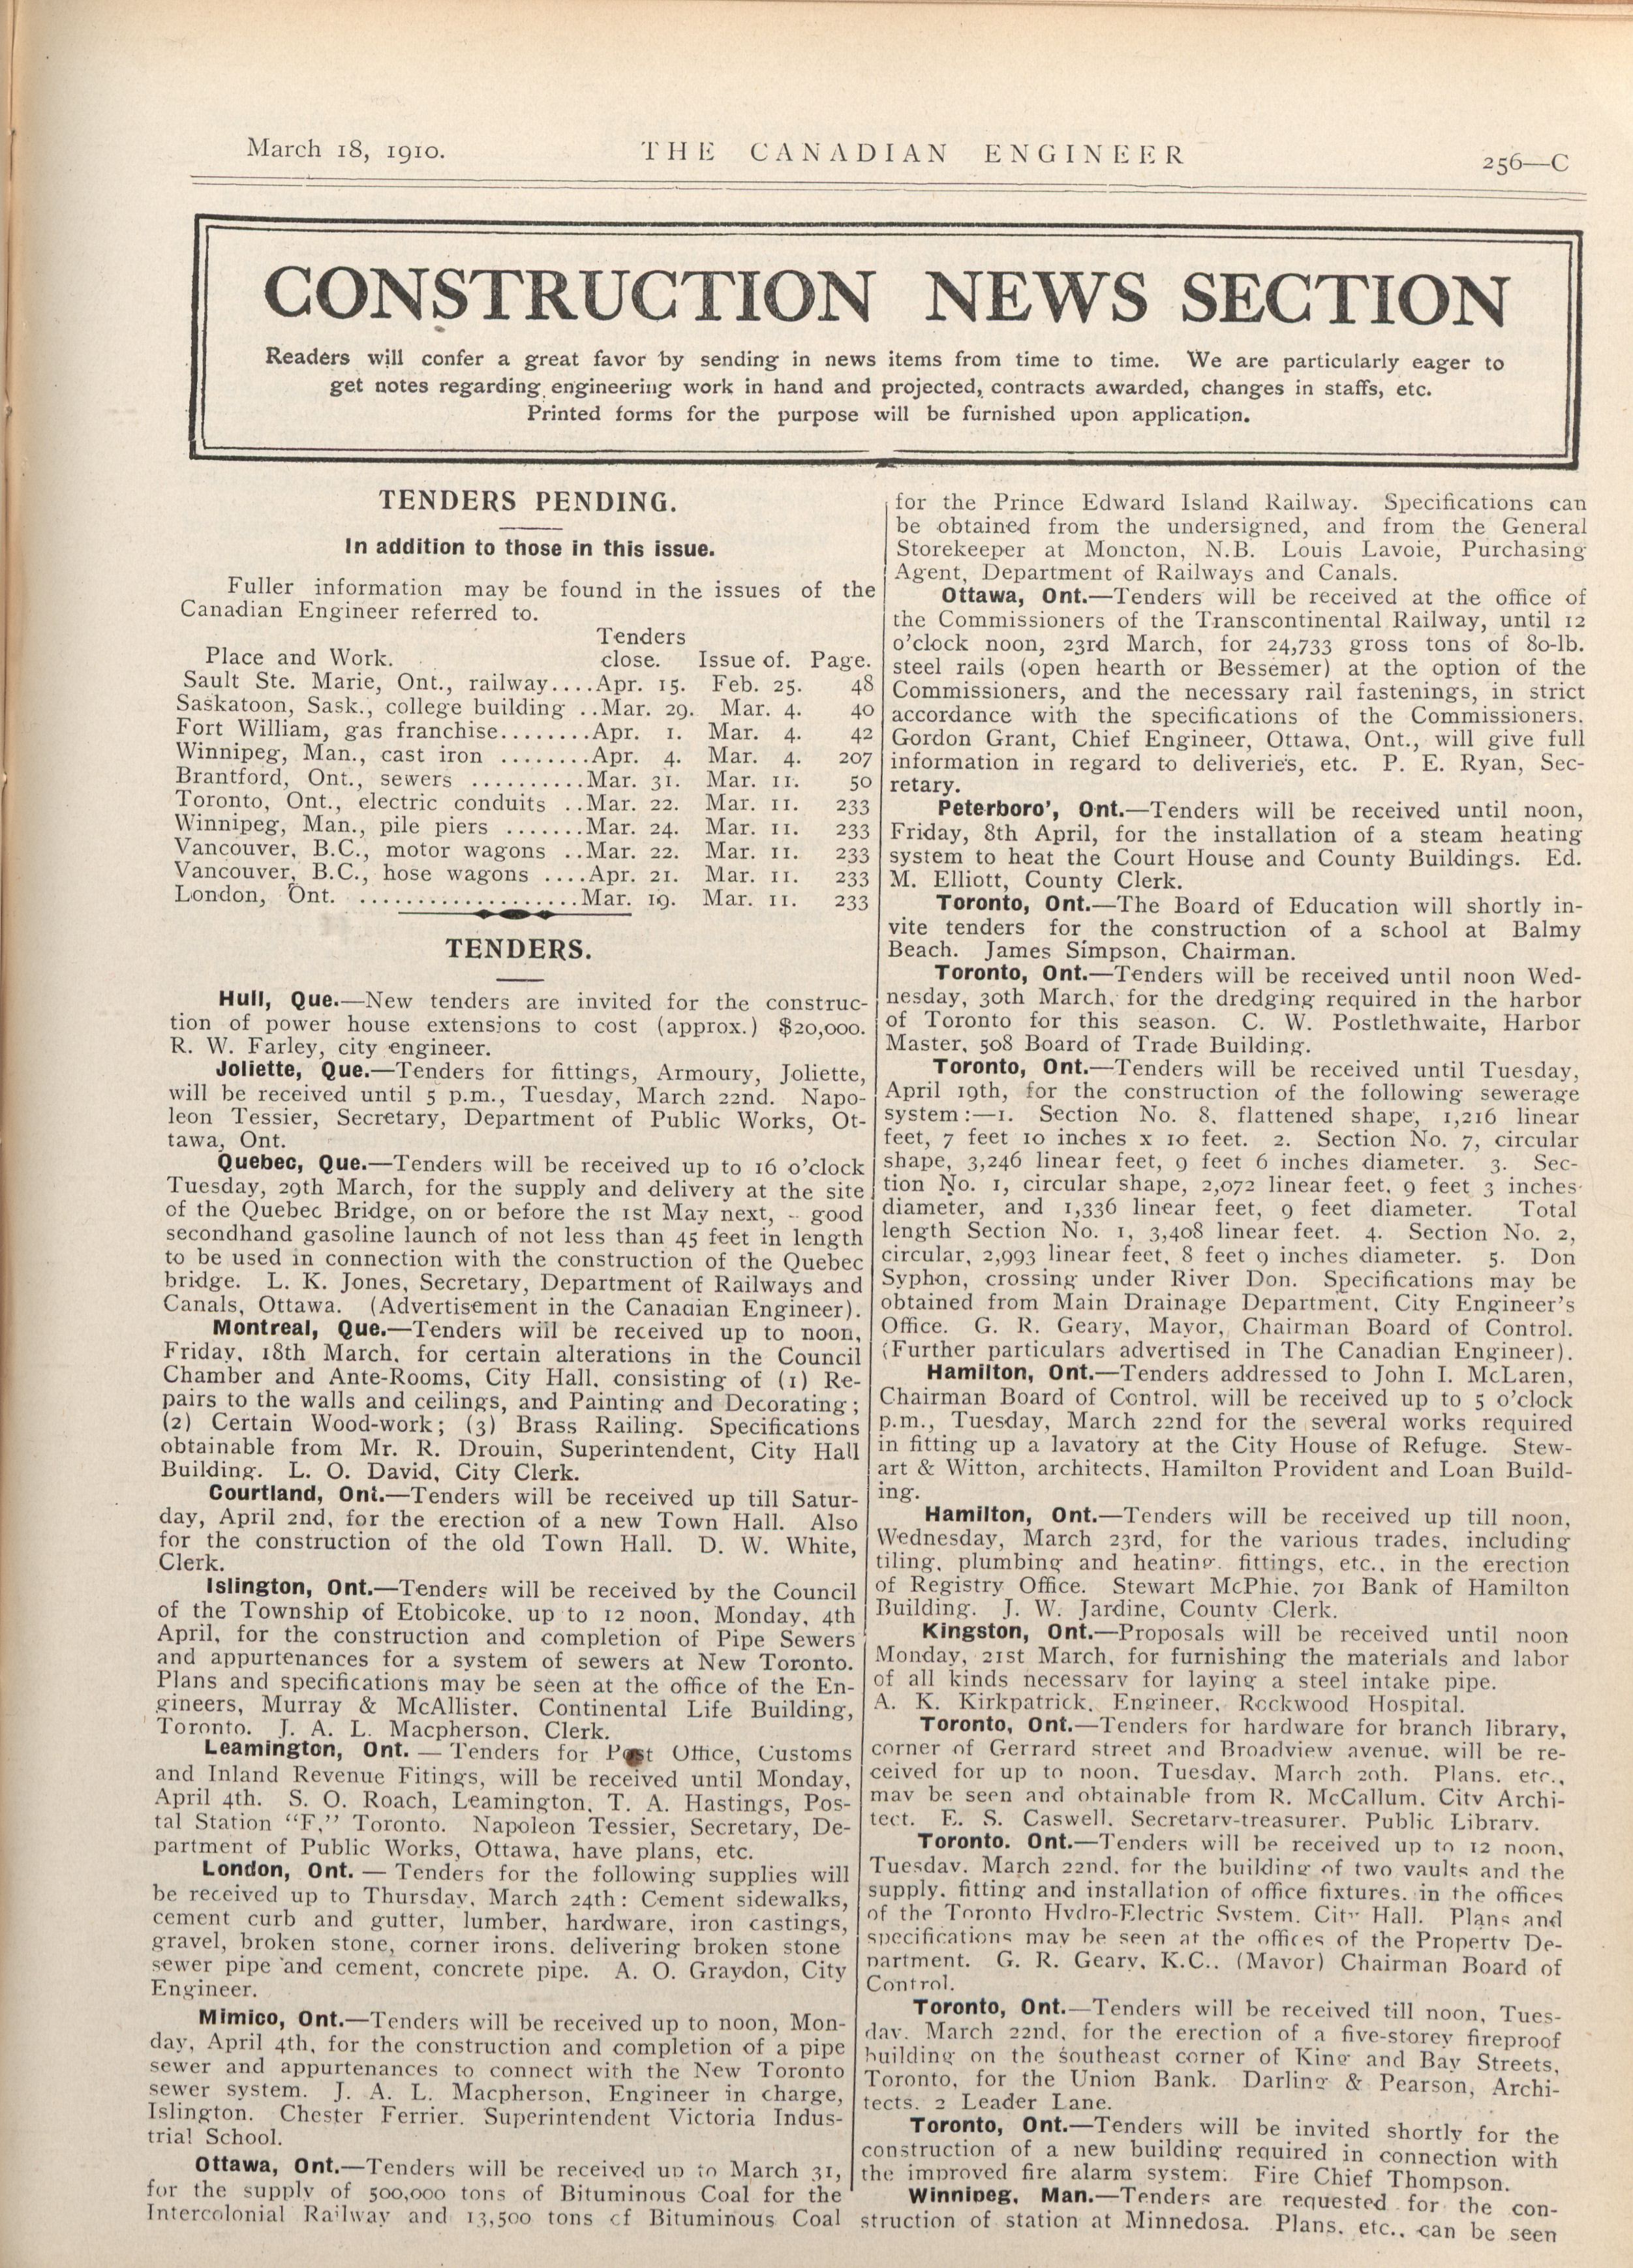 March 18, 1910.
THE CANADIAN ENGINEER
256—C
CONSTRUCTION NEWS SECTION
Readers will confer a great favor by sending in news items from time to time. We are particularly eager to
get notes regarding engineering work in hand and projected, contracts awarded, changes in staffs, etc.
Printed forms for the purpose will be furnished upon application.
TENDERS PENDING.
In addition to those in this issue.
Fuller information may be found in the issues of the
Canadian Engineer referred to.
Tenders
Place and Work. close. Issue of. Page.
Sault Ste. Marie, Ont., railway....Apr. 15. Feb. 25. 48
Saskatoon, Sask., college building ..Mar. 29. Mar. 4. 40
Fort William, gas franchise........Apr. 1. Mar. 4. 42
Winnipeg, Man., cast iron ........Apr. 4. Mar. 4. 207
Brantford, Ont., sewers ..........Mar. 31. Mar. 11. 50
Toronto, Ont., electric conduits ..Mar. 22. Mar. 11. 233
Winnipeg, Man., pile piers .......Mar. 24. Mar. 11. 233
Vancouver, B.C., motor wagons ..Mar. 22. Mar. 11. 233
Vancouver, B.C., hose wagons ....Apr. 21. Mar. 11. 233
London, Ont. ....................Mar. 19. Mar. 11. 233
TENDERS.
Hull, Que.—New tenders are invited for the construc-
tion of power house extensions to cost (approx.) $20,000.
R. W. Farley, city engineer.
Joliette, Que.—Tenders for fittings, Armoury, Joliette,
will be received until 5 p.m., Tuesday, March 22nd. Napo-
leon Tessier, Secretary, Department of Public Works, Ot-
tawa, Ont.
Quebec, Que.—Tenders will be received up to 16 o'clock
Tuesday, 29th March, for the supply and delivery at the site
of the Quebec Bridge, on or before the 1st May next, good
secondhand gasoline launch of not less than 45 feet in length
to be used in connection with the construction of the Quebec
bridge. L. K. Jones, Secretary, Department of Railways and
Canals, Ottawa. (Advertisement in the Canadian Engineer).
Montreal, Que.—Tenders will be received up to noon,
Friday, 18th March, for certain alterations in the Council
Chamber and Ante-Rooms, City Hall, consisting of (1) Re-
pairs to the walls and ceilings, and Painting and Decorating;
(2) Certain Wood-work; (3) Brass Railing. Specifications
obtainable from Mr. R. Drouin, Superintendent, City Hall
Building. L. O. David, City Clerk.
Courtland, Ont.—Tenders will be received up till Satur-
day, April 2nd, for the erection of a new Town Hall. Also
for the construction of the old Town Hall. D. W. White,
Clerk.
Islington, Ont.—Tenders will be received by the Council
of the Township of Etobicoke, up to 12 noon, Monday, 4th
April, for the construction and completion of Pipe Sewers
and appurtenances for a system of sewers at New Toronto.
Plans and specifications may be seen at the office of the En-
gineers, Murray & McAllister, Continental Life Building,
Toronto. J. A. L. Macpherson, Clerk.
Leamington, Ont. — Tenders for Post Office, Customs
and Inland Revenue Fitings, will be received until Monday,
April 4th. S. O. Roach, Leamington, T. A. Hastings, Pos-
tal Station "F," Toronto. Napoleon Tessier, Secretary, De-
partment of Public Works, Ottawa, have plans, etc.
London, Ont. — Tenders for the following supplies will
be received up to Thursday, March 24th: Cement sidewalks,
cement curb and gutter, lumber, hardware, iron castings,
gravel, broken stone, corner irons, delivering broken stone
sewer pipe and cement, concrete pipe. A. O. Graydon, City
Engineer.
Mimico, Ont.—Tenders will be received up to noon, Mon-
day, April 4th, for the construction and completion of a pipe
sewer and appurtenances to connect with the New Toronto
sewer system. J. A. L. Macpherson, Engineer in charge,
Islington. Chester Ferrier, Superintendent Victoria Indus-
trial School.
Ottawa, Ont.—Tenders will be received up to March 31,
for the supply of 500,000 tons of Bituminous Coal for the
Intercolonial Railway and 13,500 tons of Bituminous Coal
for the Prince Edward Island Railway. Specifications can
be obtained from the undersigned, and from the General
Storekeeper at Moncton, N.B. Louis Lavoie, Purchasing
Agent, Department of Railways and Canals.
Ottawa, Ont.—Tenders will be received at the office of
the Commissioners of the Transcontinental Railway, until 12
o'clock noon, 23rd March, for 24,733 gross tons of 80-lb.
steel rails (open hearth or Bessemer) at the option of the
Commissioners, and the necessary rail fastenings, in strict
accordance with the specifications of the Commissioners.
Gordon Grant, Chief Engineer, Ottawa, Ont., will give full
information in regard to deliveries, etc. P. E. Ryan, Sec-
retary.
Peterboro', Ont.—Tenders will be received until noon,
Friday, 8th April, for the installation of a steam heating
system to heat the Court House and County Buildings. Ed.
M. Elliott, County Clerk.
Toronto, Ont.—The Board of Education will shortly in-
vite tenders for the construction of a school at Balmy
Beach. James Simpson, Chairman.
Toronto, Ont.—Tenders will be received until noon Wed-
nesday, 30th March, for the dredging required in the harbor
of Toronto for this season. C. W. Postlethwaite, Harbor
Master, 508 Board of Trade Building.
Toronto, Ont.—Tenders will be received until Tuesday,
April 19th, for the construction of the following sewerage
system:—1. Section No. 8, flattened shape, 1,216 linear
feet, 7 feet 10 inches x 10 feet. 2. Section No. 7, circular
shape, 3,246 linear feet, 9 feet 6 inches diameter. 3. Sec-
tion No. 1, circular shape, 2,072 linear feet, 9 feet 3 inches
diameter, and 1,336 linear feet, 9 feet diameter. Total
length Section No. 1, 3,408 linear feet. 4. Section No. 2,
circular, 2,993 linear feet, 8 feet 9 inches diameter. 5. Don
Syphon, crossing under River Don. Specifications may be
obtained from Main Drainage Department, City Engineer's
Office. G. R. Geary, Mayor, Chairman Board of Control.
(Further particulars advertised in The Canadian Engineer).
Hamilton, Ont.—Tenders addressed to John I. McLaren,
Chairman Board of Control, will be received up to 5 o'clock
p.m., Tuesday, March 22nd for the several works required
in fitting up a lavatory at the City House of Refuge. Stew-
art & Witton, architects, Hamilton Provident and Loan Build-
ing.
Hamilton, Ont.—Tenders will be received up till noon,
Wednesday, March 23rd, for the various trades, including
tiling, plumbing and heating, fittings, etc., in the erection
of Registry Office. Stewart McPhie, 701 Bank of Hamilton
Building. J. W. Jardine, County Clerk.
Kingston, Ont.—Proposals will be received until noon
Monday, 21st March, for furnishing the materials and labor
of all kinds necessary for laying a steel intake pipe.
A. K. Kirkpatrick, Engineer, Rockwood Hospital.
Toronto, Ont.—Tenders for hardware for branch library,
corner of Gerrard street and Broadview avenue, will be re-
ceived for up to noon, Tuesday, March 29th. Plans, etc.,
may be seen and obtainable from R. McCallum, City Archi-
tect. E. S. Caswell, Secretary-treasurer, Public Library.
Toronto, Ont.—Tenders will be received up to 12 noon,
Tuesday, March 22nd, for the building of two vaults and the
supply, fitting and installation of office fixtures, in the offices
of the Toronto Hydro-Electric System, City Hall. Plans and
specifications may be seen at the offices of the Property De-
partment. G. R. Geary, K.C., (Mayor) Chairman Board of
Control.
Toronto, Ont.—Tenders will be received till noon, Tues-
day, March 22nd, for the erection of a five-storey fireproof
building on the southeast corner of King and Bay Streets,
Toronto, for the Union Bank. Darling & Pearson, Archi-
tects, 2 Leader Lane.
Toronto, Ont.—Tenders will be invited shortly for the
construction of a new building required in connection with
the improved fire alarm system. Fire Chief Thompson.
Winnipeg, Man.—Tenders are requested for the con-
struction of station at Minnedosa. Plans, etc., can be seen